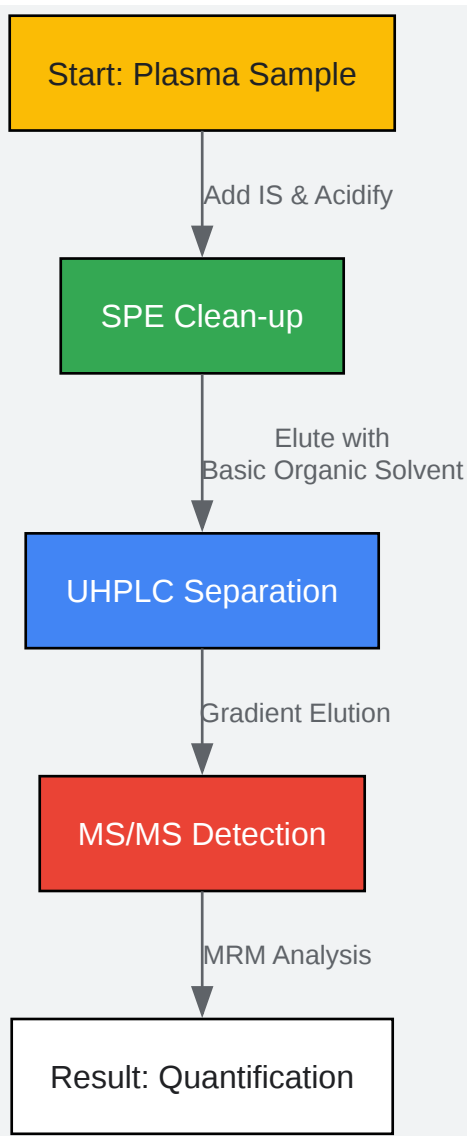 Start: Plasma Sample
Add IS & Acidify
SPE Clean-up
Elute with
Basic Organic Solvent
UHPLC Separation
Gradient Elution
MS/MS Detection
MRM Analysis
Result: Quantification